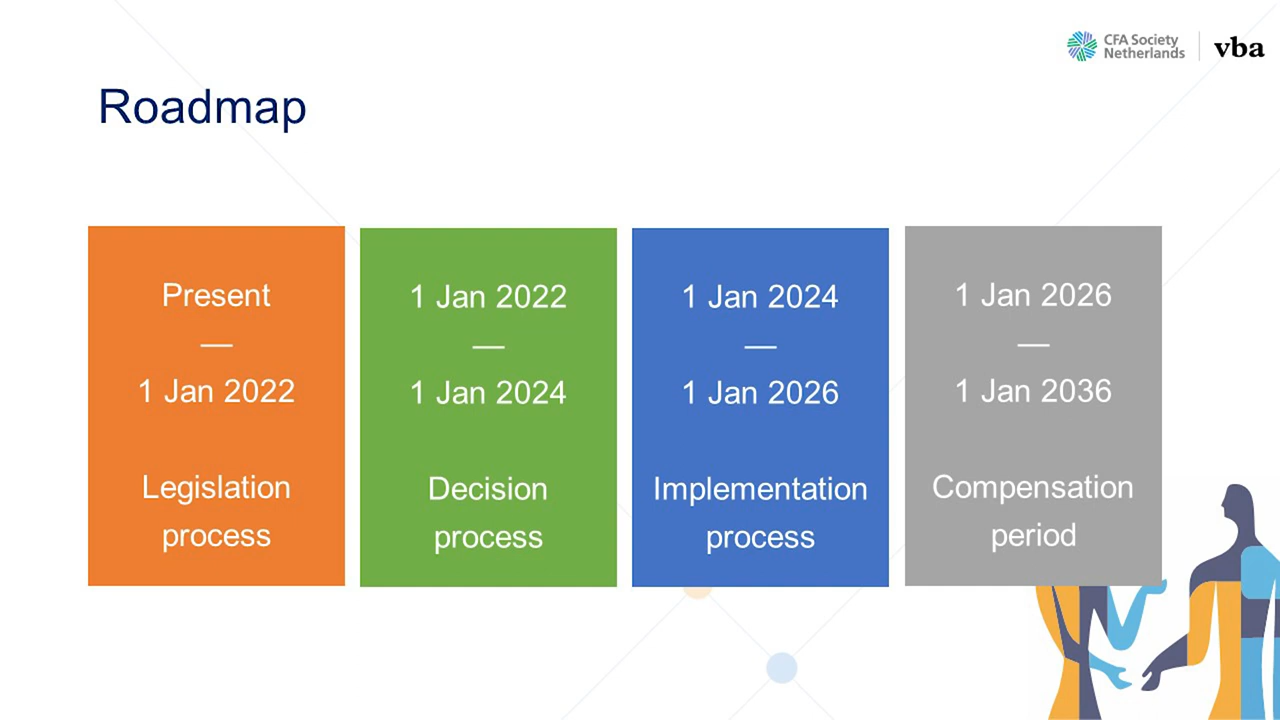 CFA Society
Netherlands
vba
Roadmap
Present
—
1 Jan 2022
Legislation
process
1 Jan 2022
—
1 Jan 2024
Decision
process
1 Jan 2024
—
1 Jan 2026
Implementation
process
1 Jan 2026
—
1 Jan 2036
Compensation
period